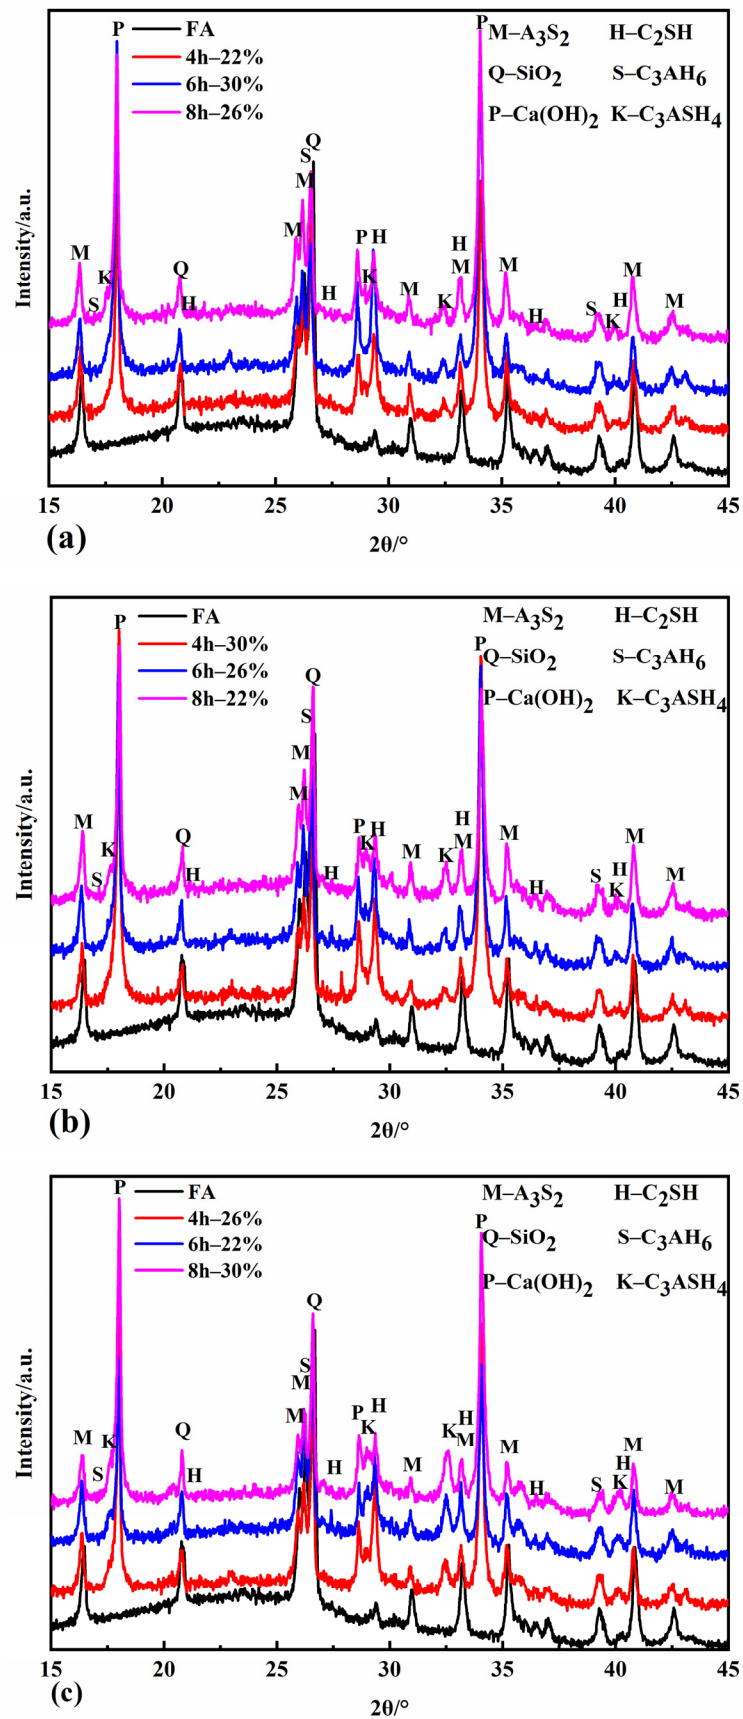 P
FA
4h–22%
6h–30%
8h–26%
P
M–A3S2 H–C2SH
Q–SiO2 S–C3AH6
P–Ca(OH)2 K–C3ASH4
Intensity/a.u.
M
S
K
Q
H
M
M
S
Q
H
P
K
H
M
K
H
M
M
H
S
H
K
M
M
15 20 25 30 35 40 45
(a)
2θ/°
P
FA
4h–30%
6h–26%
8h–22%
P
M–A3S2 H–C2SH
Q–SiO2 S–C3AH6
P–Ca(OH)2 K–C3ASH4
Intensity/a.u.
M
S
K
Q
H
M
M
S
Q
H
P
K
H
M
K
H
M
M
H
S
H
K
M
M
15 20 25 30 35 40 45
(b)
2θ/°
P
FA
4h–26%
6h–22%
8h–30%
P
M–A3S2 H–C2SH
Q–SiO2 S–C3AH6
P–Ca(OH)2 K–C3ASH4
Intensity/a.u.
M
S
K
Q
H
M
M
S
Q
H
P
K
H
M
K
H
M
M
H
S
H
K
M
M
15 20 25 30 35 40 45
(c)
2θ/°